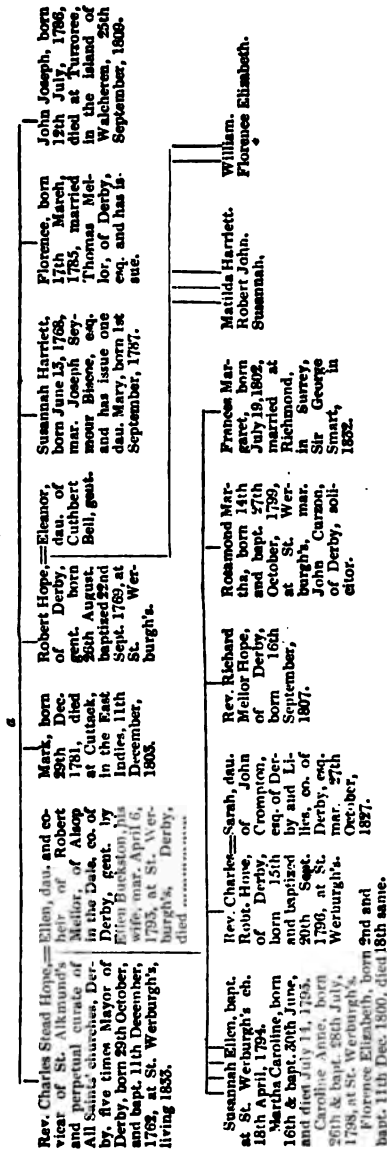 a
Rev. Charles Stead Hope,=Ellen, dau. and co-
vicar of St. Alkmund's heir of Robert
and perpetual curate of Mellor, of Alsop
All Saints' churches, Der- in the Dale, co. of
by, five times Mayor of Derby, gent. by
Derby, born 29th October, Ellen Buckston, his
and bapt. 11th December, wife, mar. April 6,
1762, at St. Werburgh's, 1793, at St. Wer-
living 1833. burgh's, Derby,
died
Mark, born
29th Dec.
1781, died
at Cuttack,
in the East
Indies, 11th
December,
1805.
Robert Hope,=Eleanor,
of Derby, dau. of
gent. born Cuthbert
26th August, Bell, gent.
baptized 22nd
Sept. 1769, at
St. Wer-
burgh's.
Susannah Harriett,
born June 15, 1768,
mar. Joseph Sey-
mour Biscoe, esq.
and has issue one
dau. Mary, born 1st
September, 1787.
Florence, born
17th March,
1785, married
Thomas Mel-
lor, of Derby,
esq. and has is-
sue.
John Joseph, born
12th July, 1786,
died at Turroree,
in the island of
Walcheren, 25th
September, 1809.
Susannah Ellen, bapt.
at St. Werburgh's ch.
18th April, 1794.
Martha Caroline, born
16th & bapt. 30th June,
and died July 14, 1795.
Caroline Anne, born
26th & bapt. 28th July,
1798, at St. Werburgh's.
Florence Elizabeth, born 2nd and
bapt. 11th Dec. 1805, died 18th same.
Rev. Charles=Sarah, dau.
Robt. Hope, of John
of Derby, Crompton,
born 15th esq. of Der-
and baptized by and Li-
20th Sept. lies, co. of
1796, at St. Derby, esq.
Werburgh's. mar. 27th
October,
1827.
Rev. Richard
Mellor Hope,
of Derby,
born 16th
September,
1807.
Rosamond Mar-
tha, born 14th
and bapt. 27th
October, 1799,
at St. Wer-
burgh's, mar.
John Curzon,
of Derby, soli-
citor.
Frances Mar-
garet, born
July 19, 1802,
married at
Richmond,
in Surrey,
Sir George
Smart, in
1832.
Matilda Harriett.
Robert John.
Susannah.
William.
Florence Elizabeth.